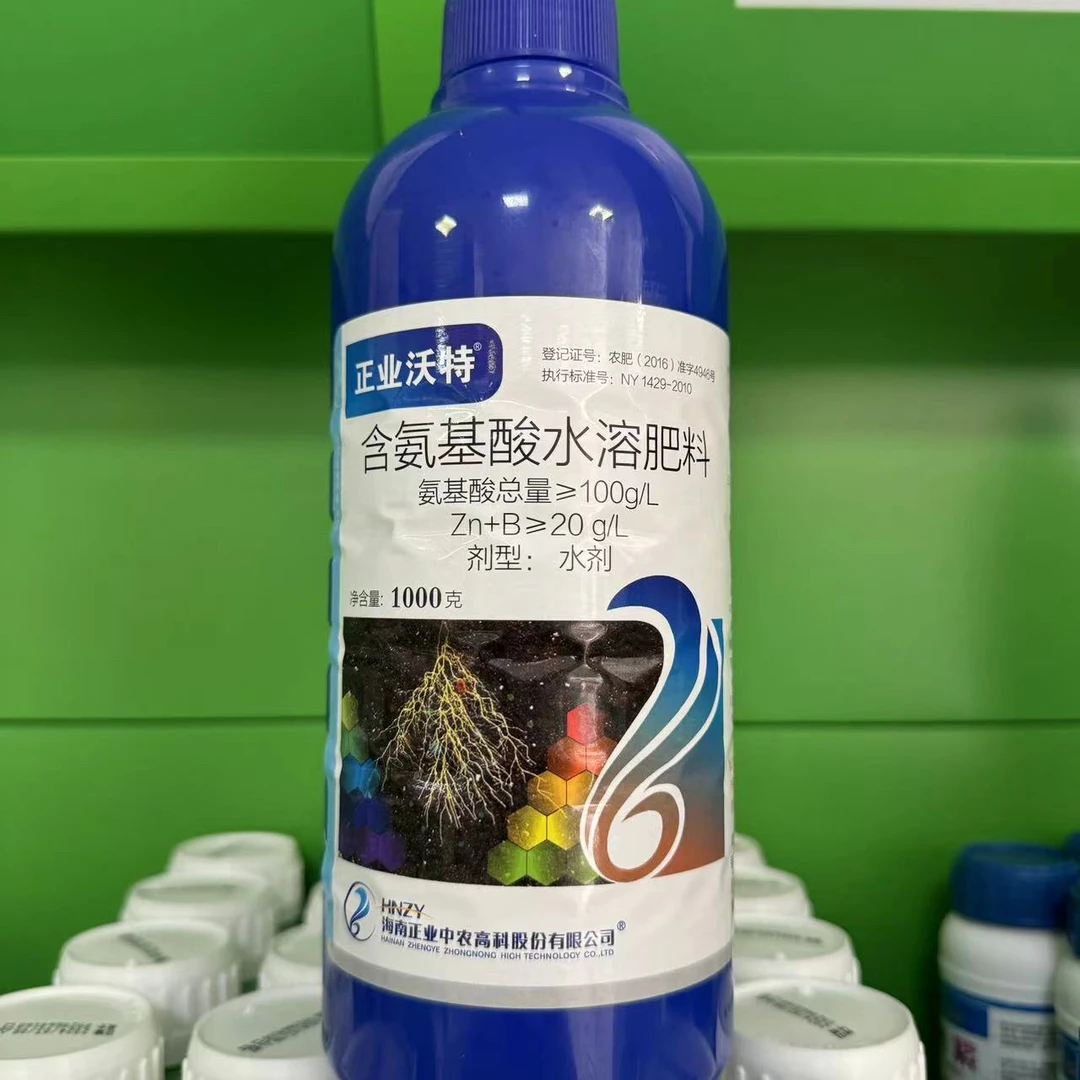 正业沃特®
登记证号：农肥（2016）准字4946号
执行标准号：NY 1429-2010
含氨基酸水溶肥料
氨基酸总量≥100g/L
Zn+B≥20 g/L
剂型： 水剂
净含量: 1000克
HNZY
海南正业中农高科股份有限公司®
HAINAN ZHENGYE ZHONGNONG HIGH TECHNOLOGY CO.,LTD